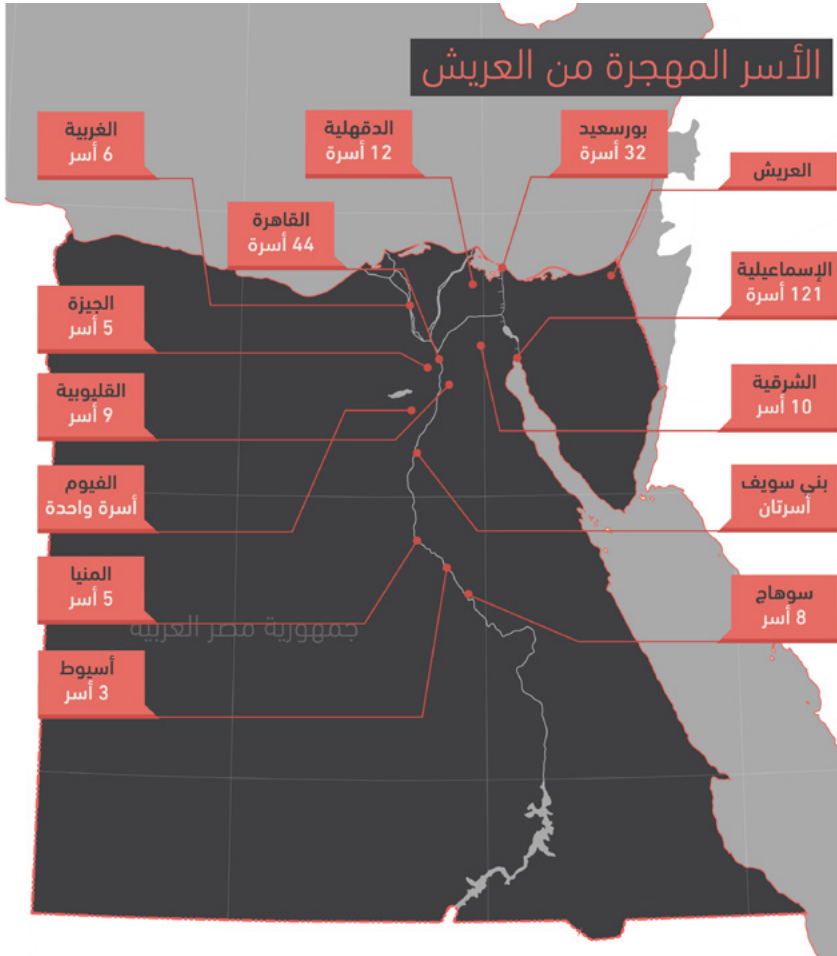 الأسر المهجرة من العريش
بورسعيد
32 أسرة
الدقهلية
12 أسرة
الغربية
6 أسر
العريش
القاهرة
44 أسرة
الإسماعيلية
121 أسرة
الجيزة
5 أسر
الشرقية
10 أسر
القليوبية
9 أسر
بني سويف
أسرتان
الفيوم
أسرة واحدة
المنيا
5 أسر
سوهاج
8 أسر
جمهورية مصر العربية
أسيوط
3 أسر